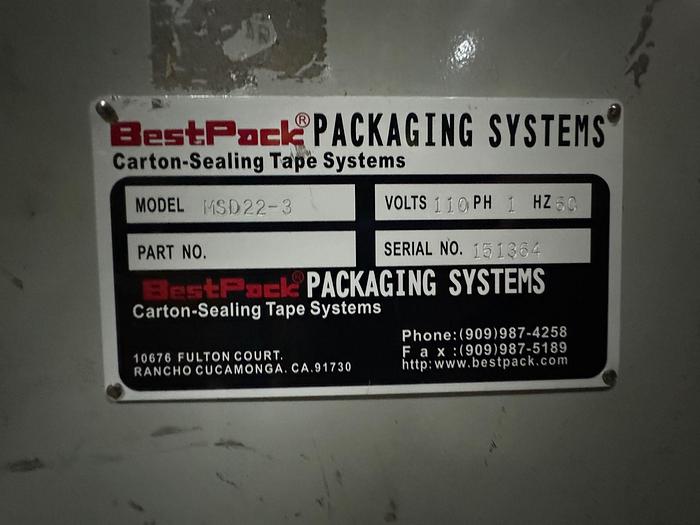 BestPack® PACKAGING SYSTEMS
Carton-Sealing Tape Systems
MODEL MSD22-3 VOLTS 110 PH 1 HZ 60
PART NO. SERIAL NO. 151364
BestPack® PACKAGING SYSTEMS
Carton-Sealing Tape Systems
Phone:(909)987-4258
10676 FULTON COURT. Fax:(909)987-5189
RANCHO CUCAMONGA. CA.91730 http:www.bestpack.com